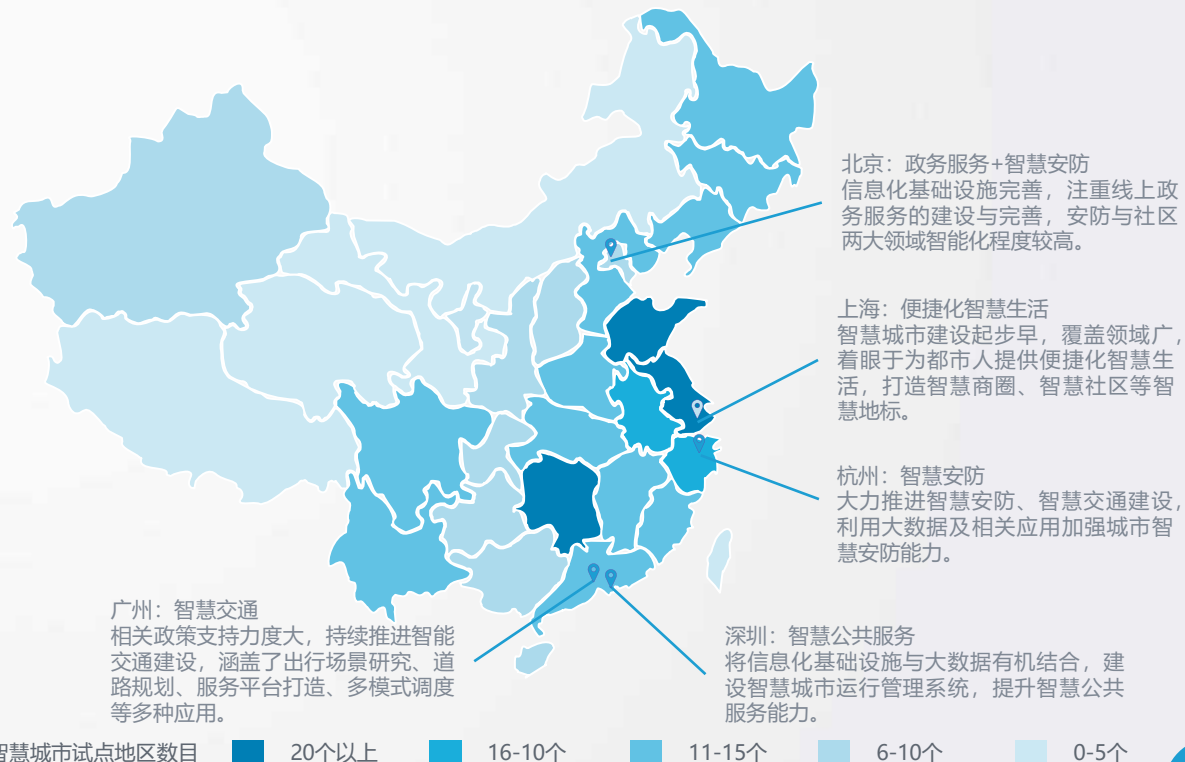 北京：政务服务+智慧安防
信息化基础设施完善，注重线上政
务服务的建设与完善，安防与社区
两大领域智能化程度较高。
上海：便捷化智慧生活
智慧城市建设起步早，覆盖领域广，
着眼于为都市人提供便捷化智慧生
活，打造智慧商圈、智慧社区等智
慧地标。
杭州：智慧安防
大力推进智慧安防、智慧交通建设，
利用大数据及相关应用加强城市智
慧安防能力。
广州：智慧交通
相关政策支持力度大，持续推进智能
交通建设，涵盖了出行场景研究、道
路规划、服务平台打造、多模式调度
等多种应用。
深圳：智慧公共服务
将信息化基础设施与大数据有机结合，建
设智慧城市运行管理系统，提升智慧公共
服务能力。
智慧城市试点地区数目 20个以上 16-10个 11-15个 6-10个 0-5个